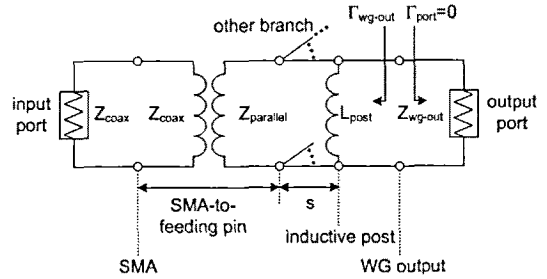 other branch
Γwg-out
Γport=0
input port
Zcoax
Zcoax
Zparallel
Lpost
Zwg-out
output port
SMA-to-feeding pin
s
inductive post
SMA
WG output